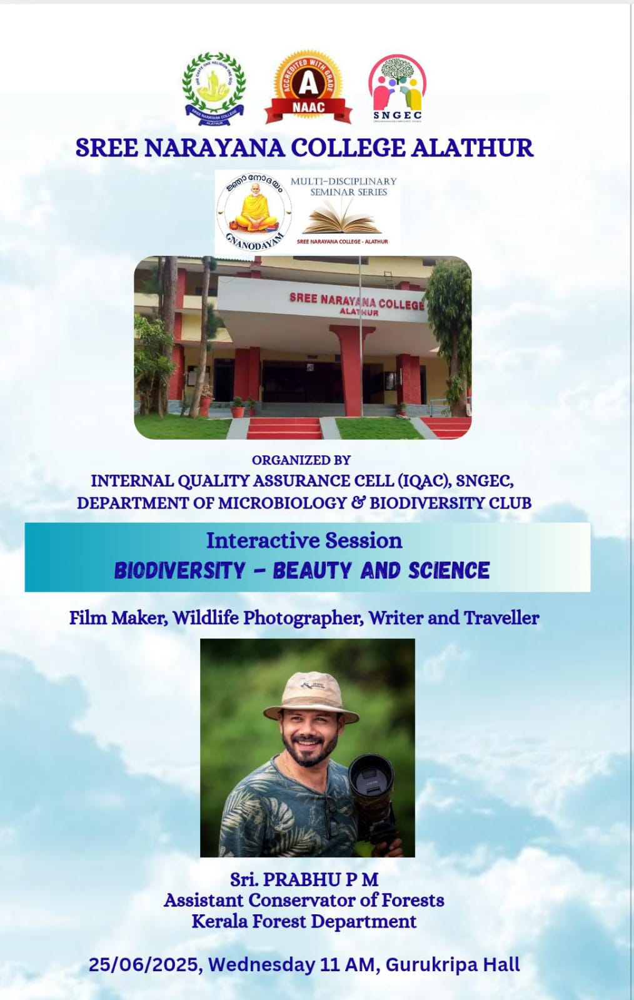 ONE CASTE ONE RELIGION ONE GOD
SREE NARAYANA COLLEGE
ALATHUR
ACCREDITED WITH GRADE
A
NAAC
SNGEC
SREE NARAYANA COLLEGE ALATHUR
ജ്ഞാനോദയം
GNANODAYAM
MULTI-DISCIPLINARY
SEMINAR SERIES
SREE NARAYANA COLLEGE - ALATHUR
SREE NARAYANA COLLEGE
ALATHUR
ORGANIZED BY
INTERNAL QUALITY ASSURANCE CELL (IQAC), SNGEC,
DEPARTMENT OF MICROBIOLOGY & BIODIVERSITY CLUB
Interactive Session
BIODIVERSITY – BEAUTY AND SCIENCE
Film Maker, Wildlife Photographer, Writer and Traveller
Sri. PRABHU P M
Assistant Conservator of Forests
Kerala Forest Department
25/06/2025, Wednesday 11 AM, Gurukripa Hall